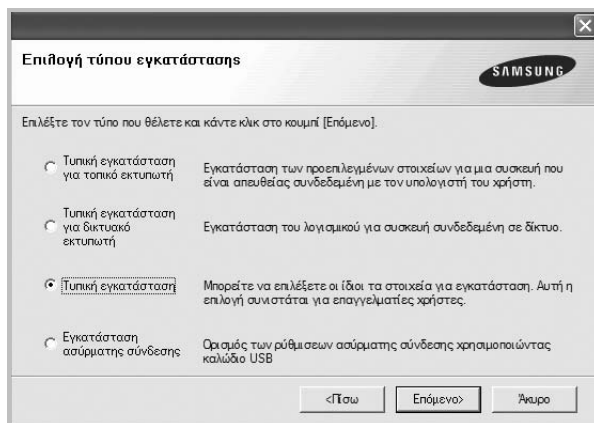 Επιλογή τύπου εγκατάστασης
SAMSUNG
Επιλέξτε τον τύπο που θέλετε και κάντε κλικ στο κουμπί [Επόμενο].
Τυπική εγκατάσταση
για τοπικό εκτυπωτή
Εγκατάσταση των προεπιλεγμένων στοιχείων για μια συσκευή που
είναι απευθείας συνδεδεμένη με τον υπολογιστή του χρήστη.
Τυπική εγκατάσταση
για δικτυακό
εκτυπωτή
Εγκατάσταση του λογισμικού για συσκευή συνδεδεμένη σε δίκτυο.
Τυπική εγκατάσταση
Μπορείτε να επιλέξετε οι ίδιοι τα στοιχεία για εγκατάσταση. Αυτή η
επιλογή συνιστάται για επαγγελματίες χρήστες.
Εγκατάσταση
ασύρματης σύνδεσης
Ορισμός των ρύθμισεων ασύρματης σύνδεσης χρησιμοποιώντας
καλώδιο USB
<Πίσω
Επόμενο>
Άκυρο